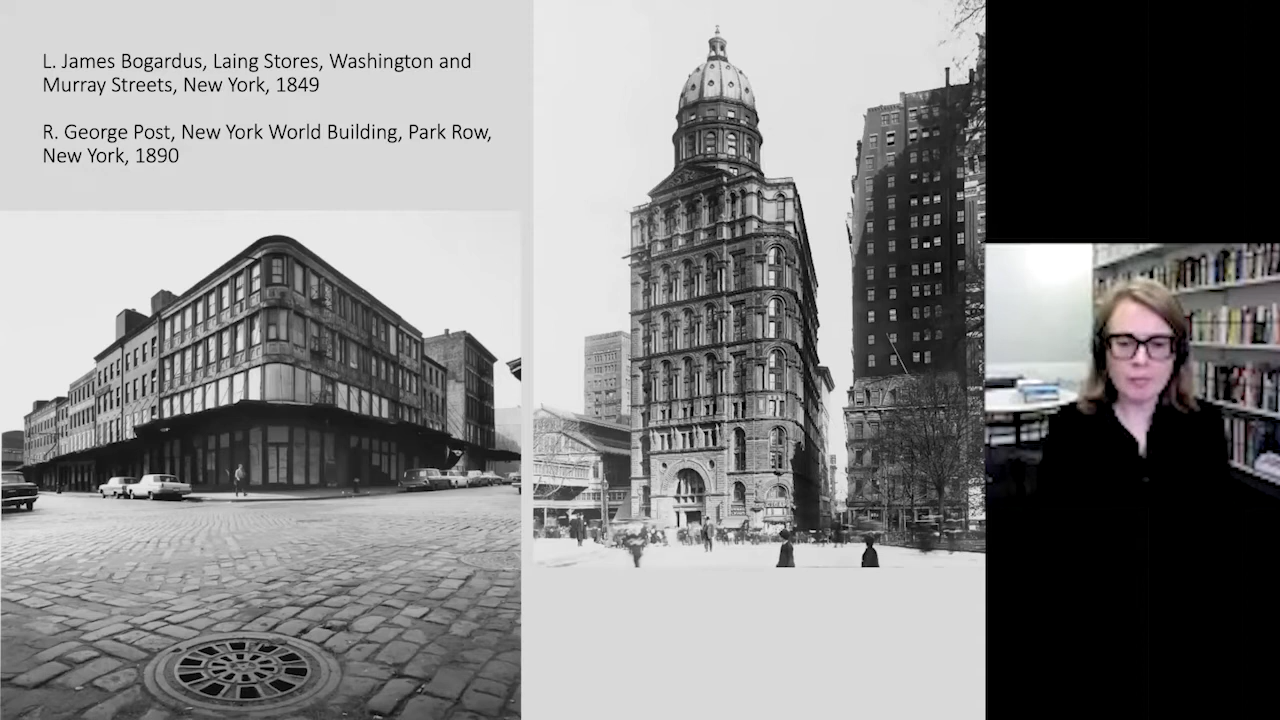 L. James Bogardus, Laing Stores, Washington and
Murray Streets, New York, 1849
R. George Post, New York World Building, Park Row,
New York, 1890